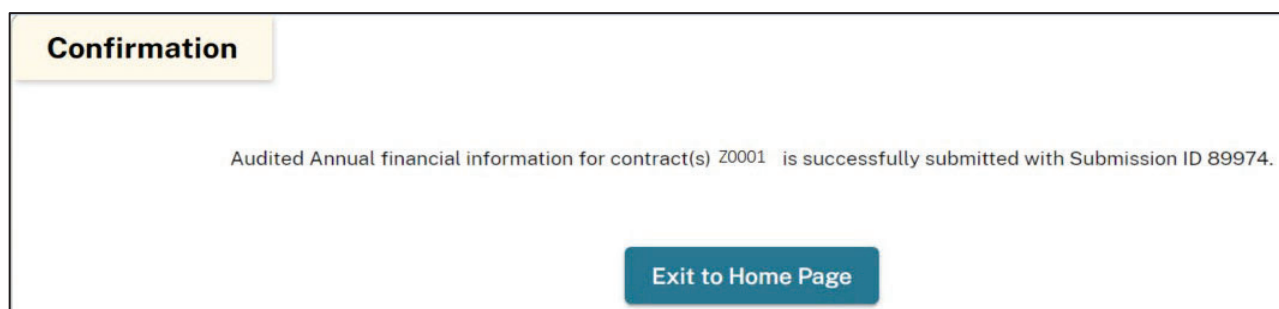 Confirmation
Audited Annual financial information for contract(s) Z0001 is successfully submitted with Submission ID 89974.
Exit to Home Page